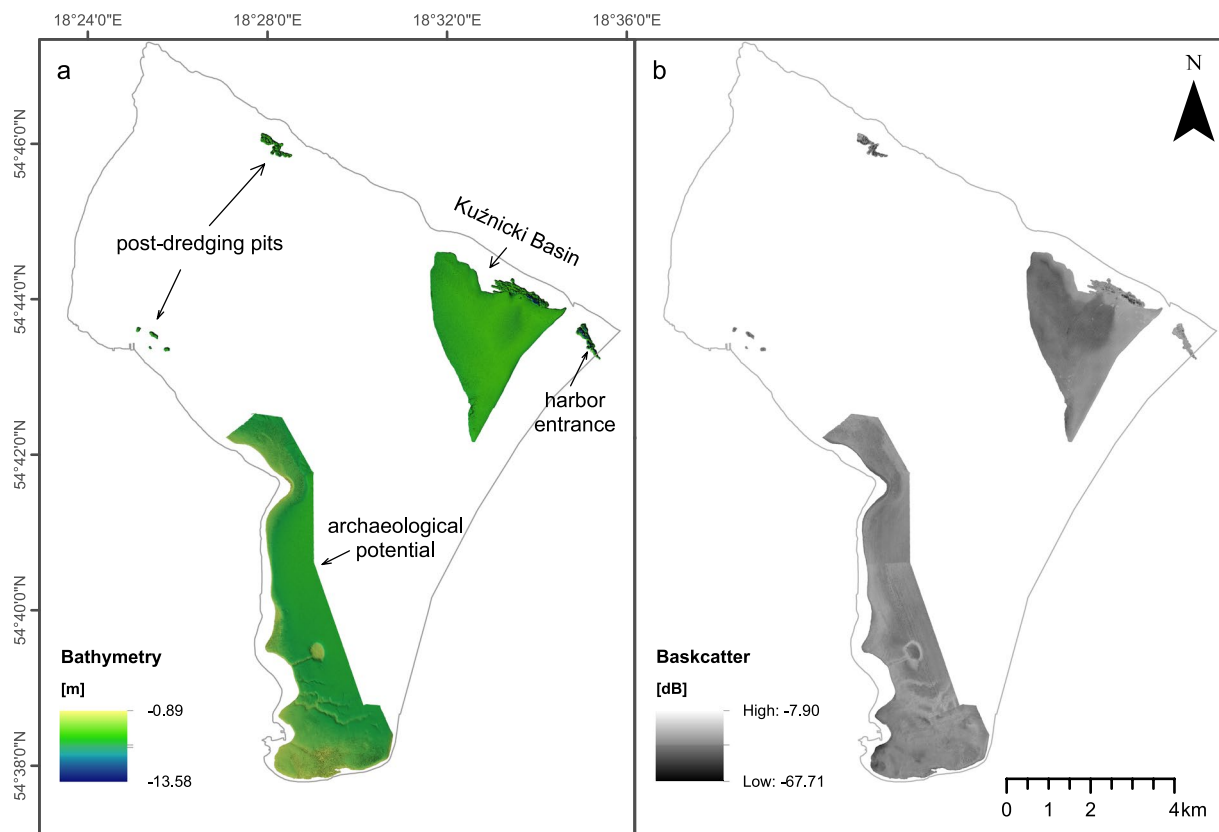 18°24'0"E
18°28'0"E
18°32'0"E
18°36'0"E
a
b
N
54°46'0"N
54°44'0"N
54°42'0"N
54°40'0"N
54°38'0"N
post-dredging pits
Kuźnicki Basin
harbor
entrance
archaeological
potential
Bathymetry
[m]
-0.89
-13.58
Baskcatter
[dB]
High: -7.90
Low: -67.71
0 1 2 4 km